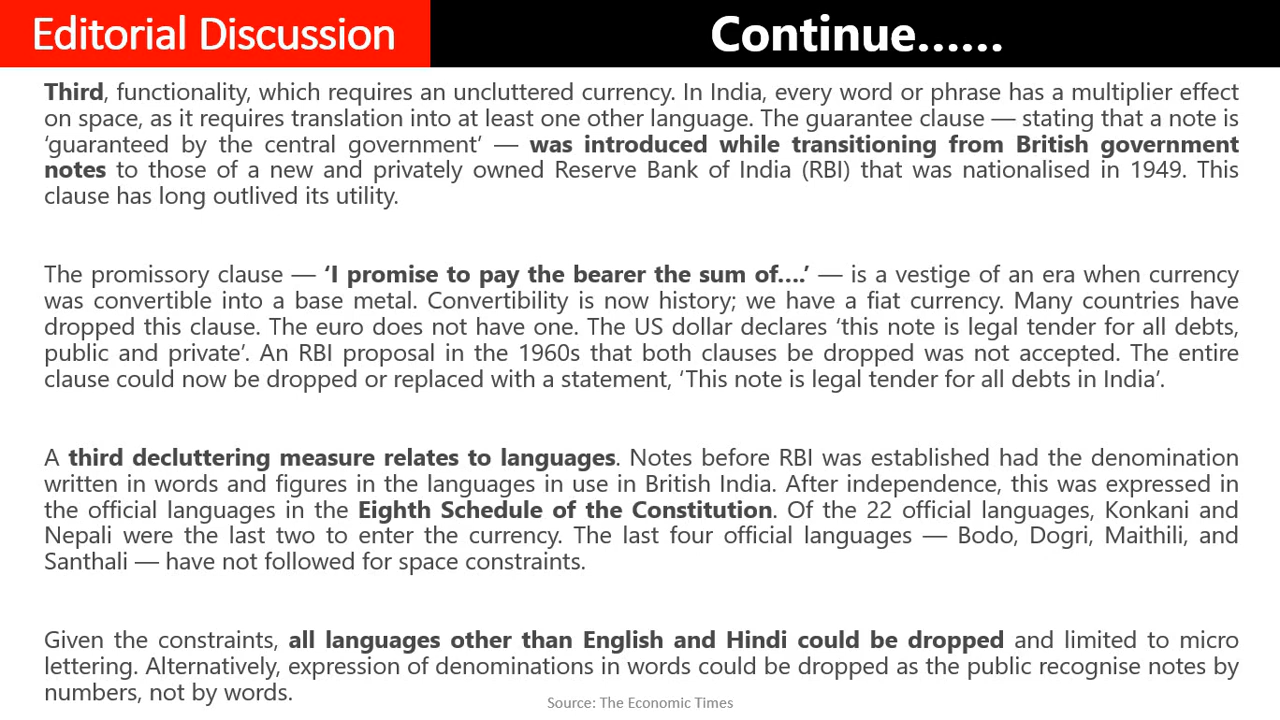 Editorial Discussion
Continue......
Third, functionality, which requires an uncluttered currency. In India, every word or phrase has a multiplier effect
on space, as it requires translation into at least one other language. The guarantee clause — stating that a note is
‘guaranteed by the central government’ — was introduced while transitioning from British government
notes to those of a new and privately owned Reserve Bank of India (RBI) that was nationalised in 1949. This
clause has long outlived its utility.
The promissory clause — ‘I promise to pay the bearer the sum of….’ — is a vestige of an era when currency
was convertible into a base metal. Convertibility is now history; we have a fiat currency. Many countries have
dropped this clause. The euro does not have one. The US dollar declares ‘this note is legal tender for all debts,
public and private’. An RBI proposal in the 1960s that both clauses be dropped was not accepted. The entire
clause could now be dropped or replaced with a statement, ‘This note is legal tender for all debts in India’.
A third decluttering measure relates to languages. Notes before RBI was established had the denomination
written in words and figures in the languages in use in British India. After independence, this was expressed in
the official languages in the Eighth Schedule of the Constitution. Of the 22 official languages, Konkani and
Nepali were the last two to enter the currency. The last four official languages — Bodo, Dogri, Maithili, and
Santhali — have not followed for space constraints.
Given the constraints, all languages other than English and Hindi could be dropped and limited to micro
lettering. Alternatively, expression of denominations in words could be dropped as the public recognise notes by
numbers, not by words.
Source: The Economic Times